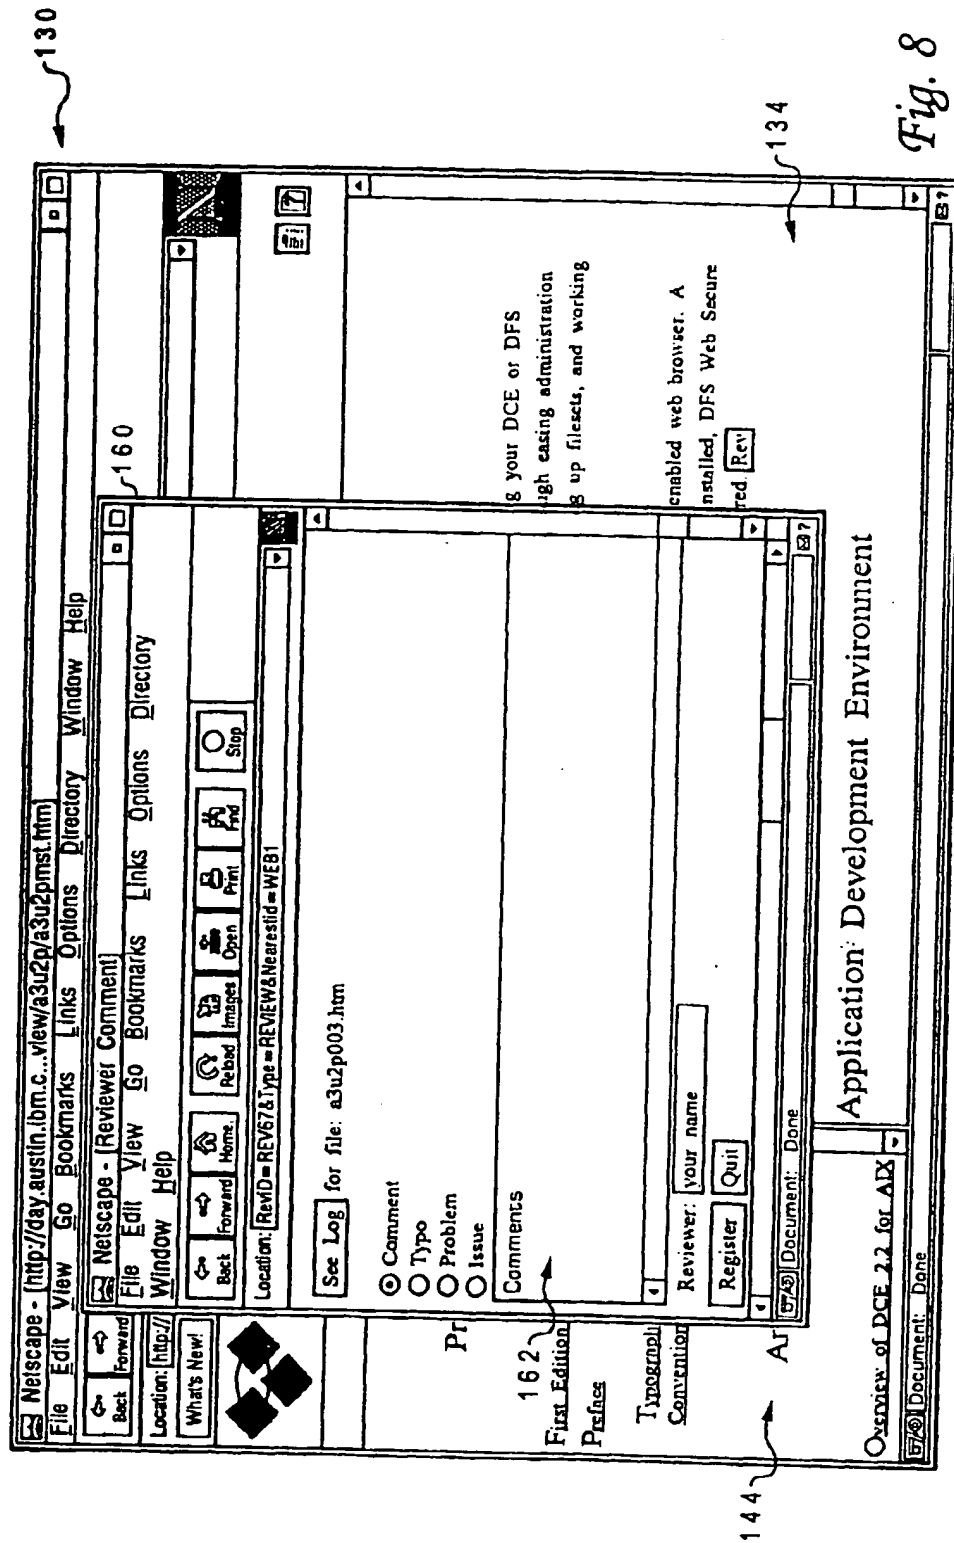 130
Netscape - [http://day.austin.ibm.c...view/a3u2p/a3u2pmst.htm]
File Edit View Go Bookmarks Links Options Directory Window Help
Back Forward
Location: http://
What's New!
160
Netscape - [Reviewer Comment]
File Edit View Go Bookmarks Links Options Directory
Window Help
Back Forward Home. Reload Images Open Print Find Stop
Location: RevID=REV67&Type=REVIEW&NearestId=WEB1
See Log for file: a3u2p003.htm
Comment
Typo
Problem
Issue
Comments
162
Reviewer: your name
Register Quit
Document: Done
Pr
First Edition
Preface
Typograph
Convention
144
Ar
g your DCE or DFS
ugh easing administration
g up filesets, and working
enabled web browser. A
nstalled, DFS Web Secure
red. Rev
134
Overview of DCE 2.2 for AIX
Application Development Environment
Document: Done
Fig. 8